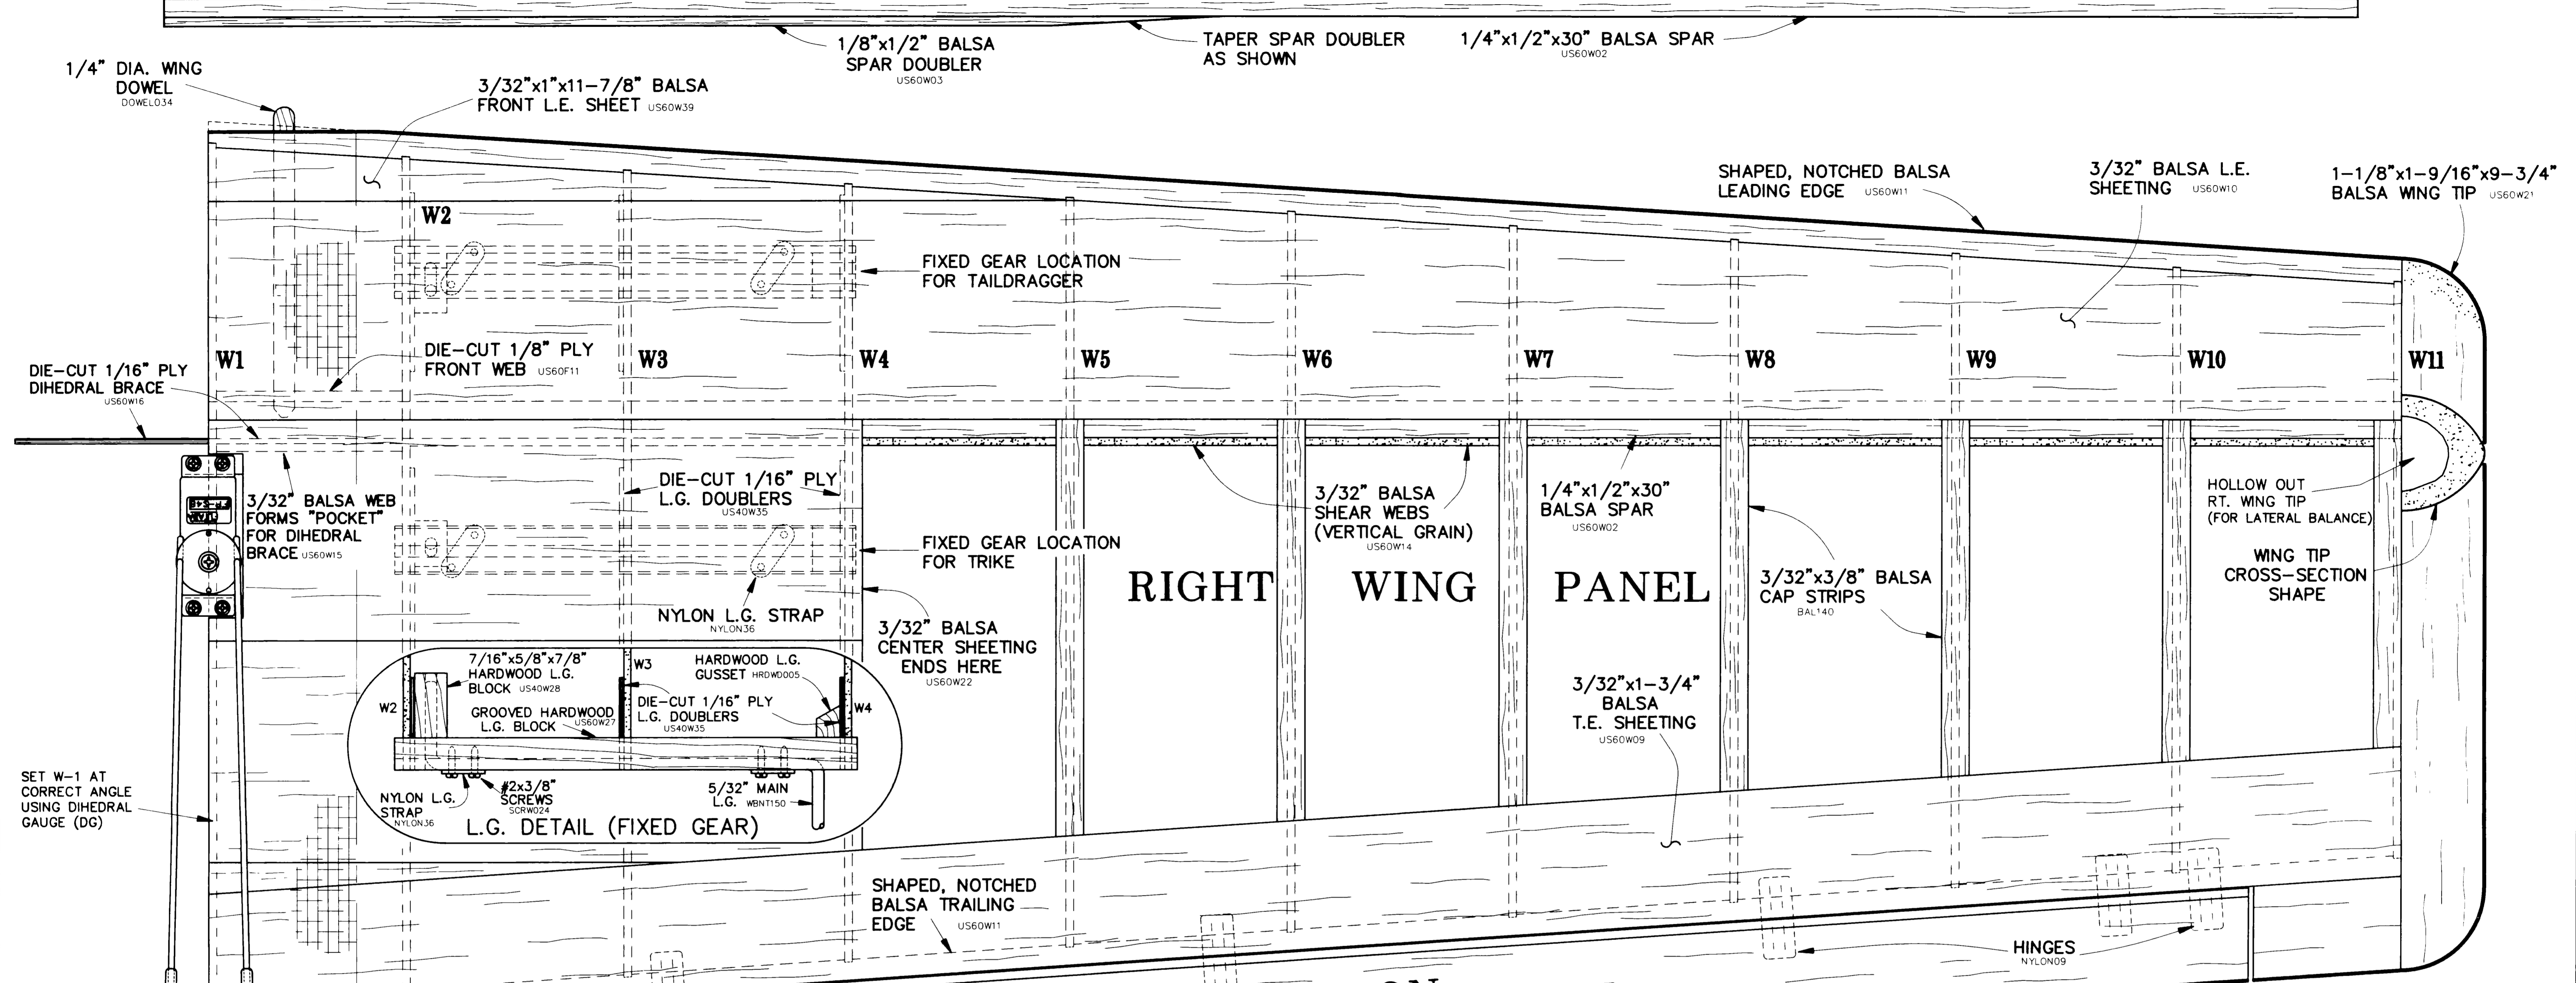 1/8"x1/2" BALSA
SPAR DOUBLER
US60W03
TAPER SPAR DOUBLER
AS SHOWN
1/4"x1/2"x30" BALSA SPAR
US60W02
1/4" DIA. WING
DOWEL
DOWEL034
3/32"x1"x11-7/8" BALSA
FRONT L.E. SHEET US60W39
SHAPED, NOTCHED BALSA
LEADING EDGE US60W11
3/32" BALSA L.E.
SHEETING US60W10
1-1/8"x1-9/16"x9-3/4"
BALSA WING TIP US60W21
W2
FIXED GEAR LOCATION
FOR TAILDRAGGER
DIE-CUT 1/8" PLY
FRONT WEB US60F11
W1
W3
W4
W5
W6
W7
W8
W9
W10
W11
DIE-CUT 1/16" PLY
DIHEDRAL BRACE
US60W16
3/32" BALSA WEB
FORMS "POCKET"
FOR DIHEDRAL
BRACE US60W15
DIE-CUT 1/16" PLY
L.G. DOUBLERS
US40W35
FIXED GEAR LOCATION
FOR TRIKE
NYLON L.G. STRAP
NYLON36
3/32" BALSA
CENTER SHEETING
ENDS HERE
US60W22
3/32" BALSA
SHEAR WEBS
(VERTICAL GRAIN)
US60W14
1/4"x1/2"x30"
BALSA SPAR
US60W02
RIGHT WING PANEL
3/32"x3/8" BALSA
CAP STRIPS
BAL140
HOLLOW OUT
RT. WING TIP
(FOR LATERAL BALANCE)
WING TIP
CROSS-SECTION
SHAPE
3/32"x1-3/4"
BALSA
T.E. SHEETING
US60W09
7/16"x5/8"x7/8"
HARDWOOD L.G.
BLOCK US40W28
W3
HARDWOOD L.G.
GUSSET HRDWD005
W2
GROOVED HARDWOOD
US60W27
L.G. BLOCK
DIE-CUT 1/16" PLY
L.G. DOUBLERS
US40W35
W4
NYLON L.G.
STRAP
NYLON36
#2x3/8"
SCREWS
SCRW024
5/32" MAIN
L.G. WBNT150
L.G. DETAIL (FIXED GEAR)
SET W-1 AT
CORRECT ANGLE
USING DIHEDRAL
GAUGE (DG)
SHAPED, NOTCHED
BALSA TRAILING
EDGE US60W11
HINGES
NYLON09